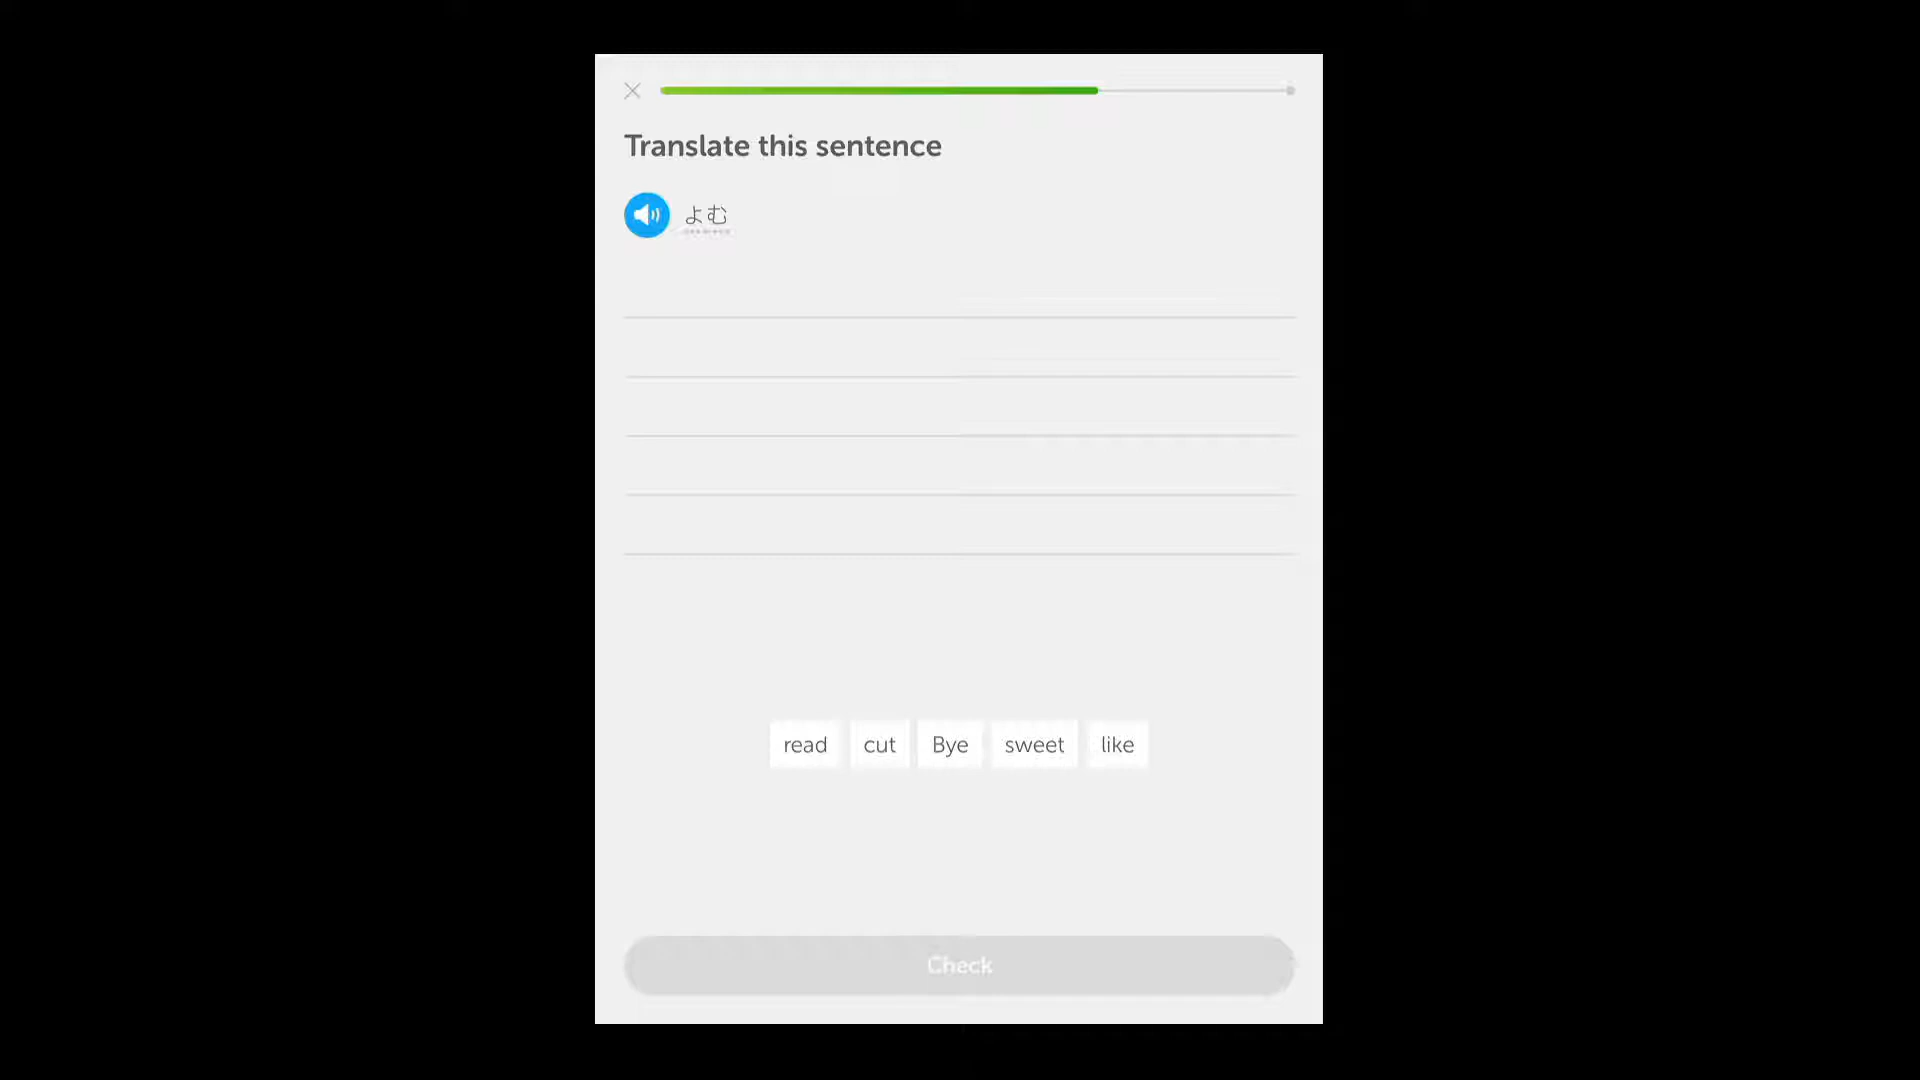 Translate this sentence
よむ
read cut Bye sweet like
Check